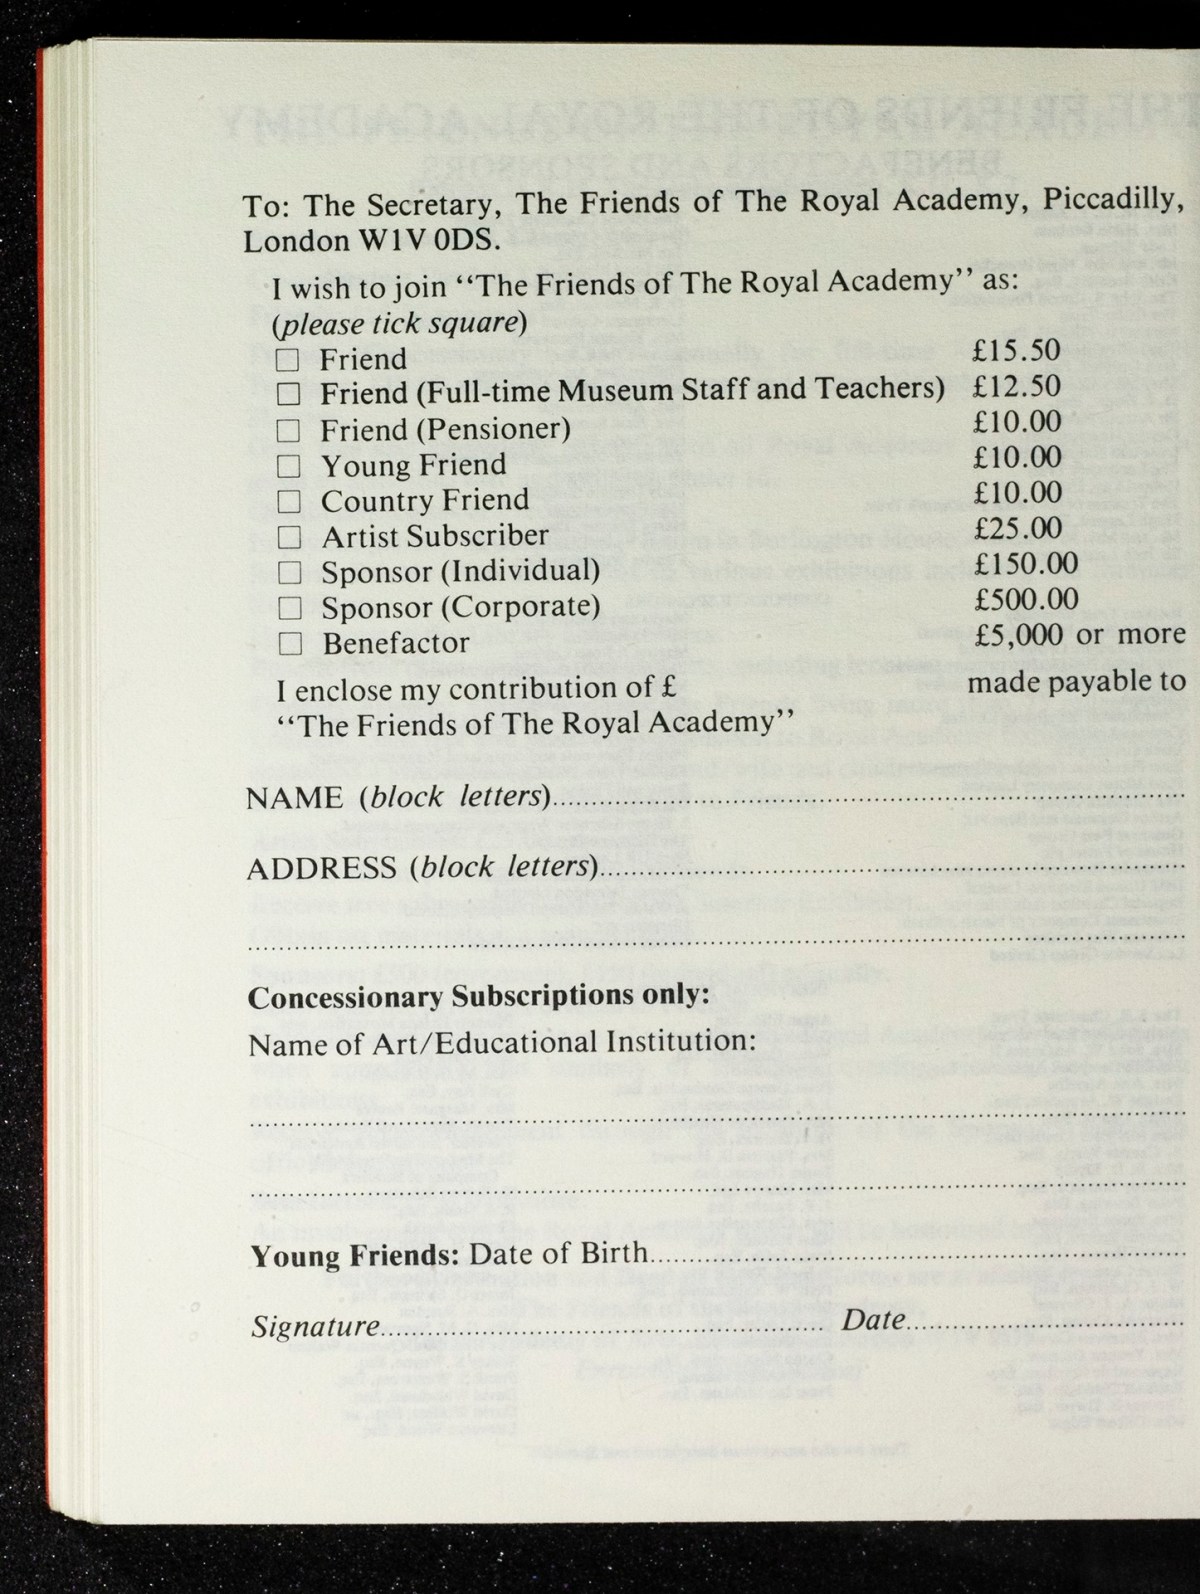 To: The Secretary, The Friends of The Royal Academy, Piccadilly,
London W1V 0DS.
I wish to join “The Friends of The Royal Academy” as:
(please tick square)
☐ Friend £15.50
☐ Friend (Full-time Museum Staff and Teachers) £12.50
☐ Friend (Pensioner) £10.00
☐ Young Friend £10.00
☐ Country Friend £10.00
☐ Artist Subscriber £25.00
☐ Sponsor (Individual) £150.00
☐ Sponsor (Corporate) £500.00
☐ Benefactor £5,000 or more
I enclose my contribution of £ made payable to
“The Friends of The Royal Academy”
NAME (block letters)....................
ADDRESS (block letters)....................
....................
Concessionary Subscriptions only:
Name of Art/Educational Institution:
....................
....................
Young Friends: Date of Birth....................
Signature.................... Date....................